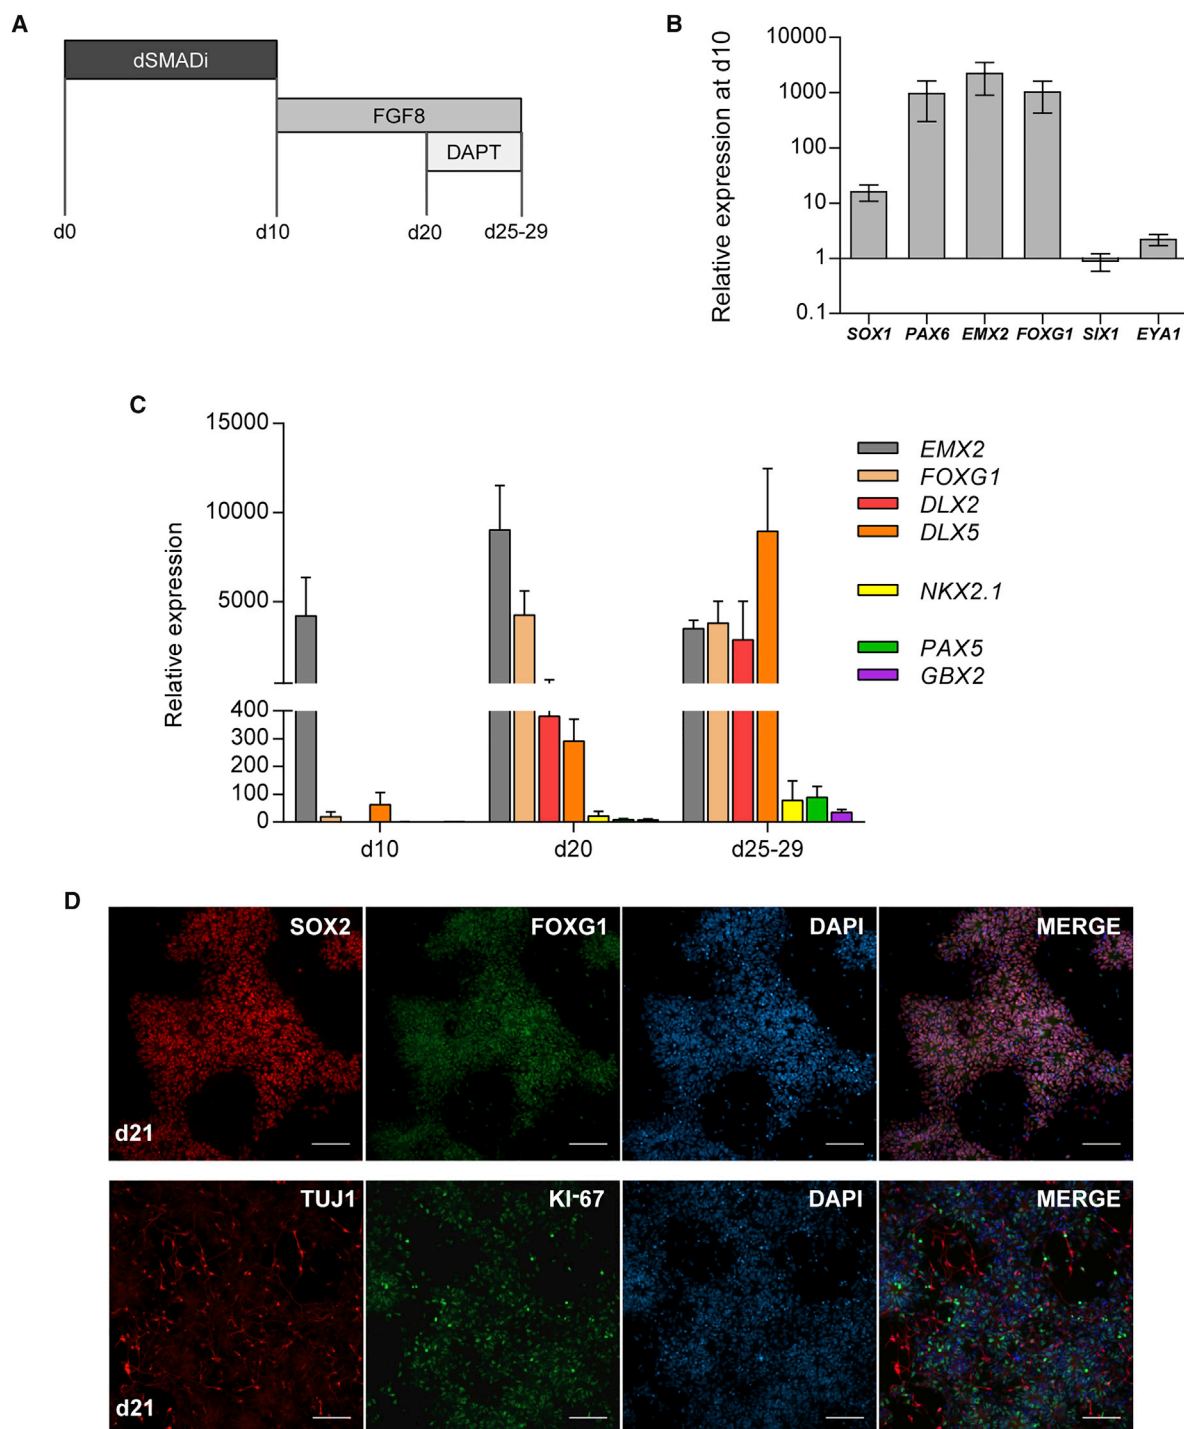 A
dSMADi
FGF8
DAPT
d0
d10
d20
d25-29
B
Relative expression at d10
10000
1000
100
10
1
0.1
SOX1 PAX6 EMX2 FOXG1 SIX1 EYA1
C
Relative expression
15000
10000
5000
400
300
200
100
0
d10
d20
d25-29
EMX2
FOXG1
DLX2
DLX5
NKX2.1
PAX5
GBX2
D
SOX2
FOXG1
DAPI
MERGE
d21
TUJ1
KI-67
DAPI
MERGE
d21